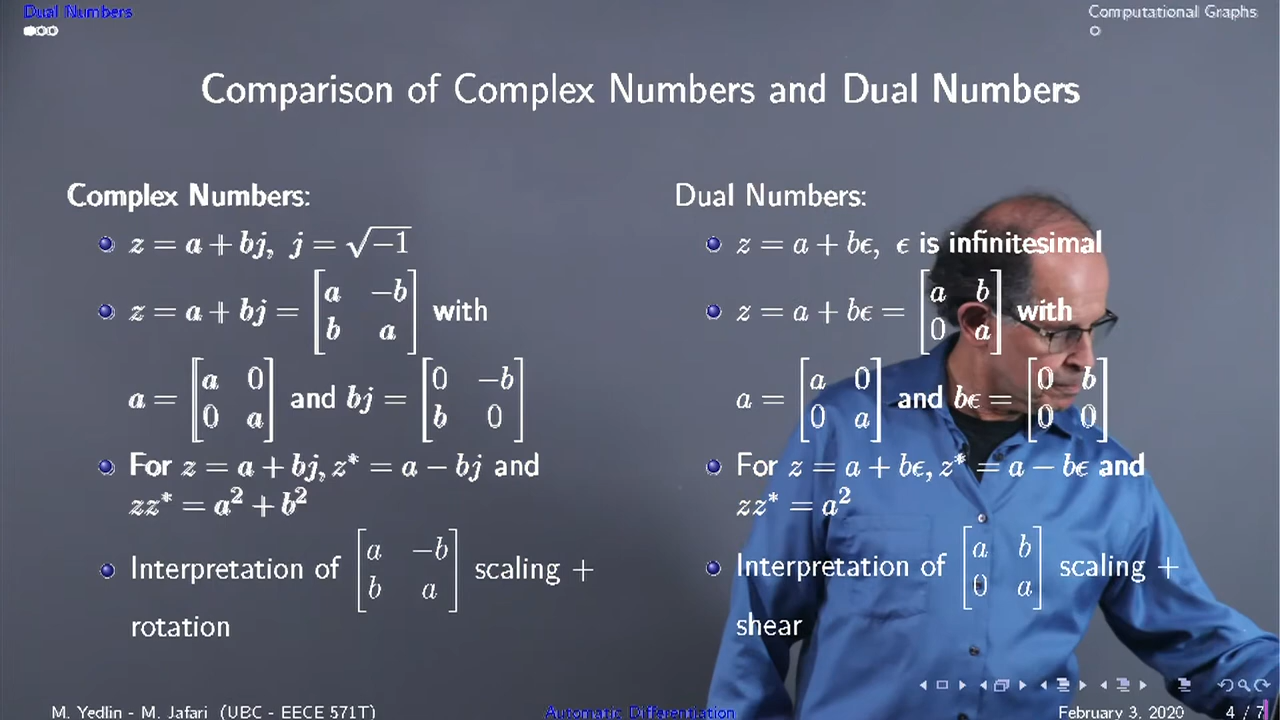 Dual Numbers
Computational Graphs
Comparison of Complex Numbers and Dual Numbers
Complex Numbers:
z = a + bj, j = √−1
z = a + bj = [a −b; b a] with
a = [a 0; 0 a] and bj = [0 −b; b 0]
For z = a + bj, z* = a − bj and
zz* = a² + b²
Interpretation of [a −b; b a] scaling +
rotation
Dual Numbers:
z = a + bϵ, ϵ is infinitesimal
z = a + bϵ = [a b; 0 a] with
a = [a 0; 0 a] and bϵ = [0 b; 0 0]
For z = a + bϵ, z* = a − bϵ and
zz* = a²
Interpretation of [a b; 0 a] scaling +
shear
M. Yedlin - M. Jafari (UBC - EECE 571T)
Automatic Differentiation
February 3, 2020
4 / 7